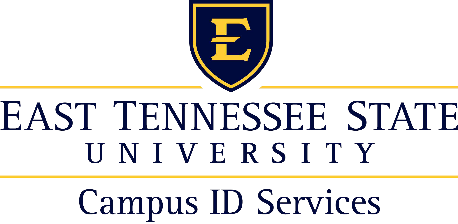 E
EAST TENNESSEE STATE
UNIVERSITY
Campus ID Services